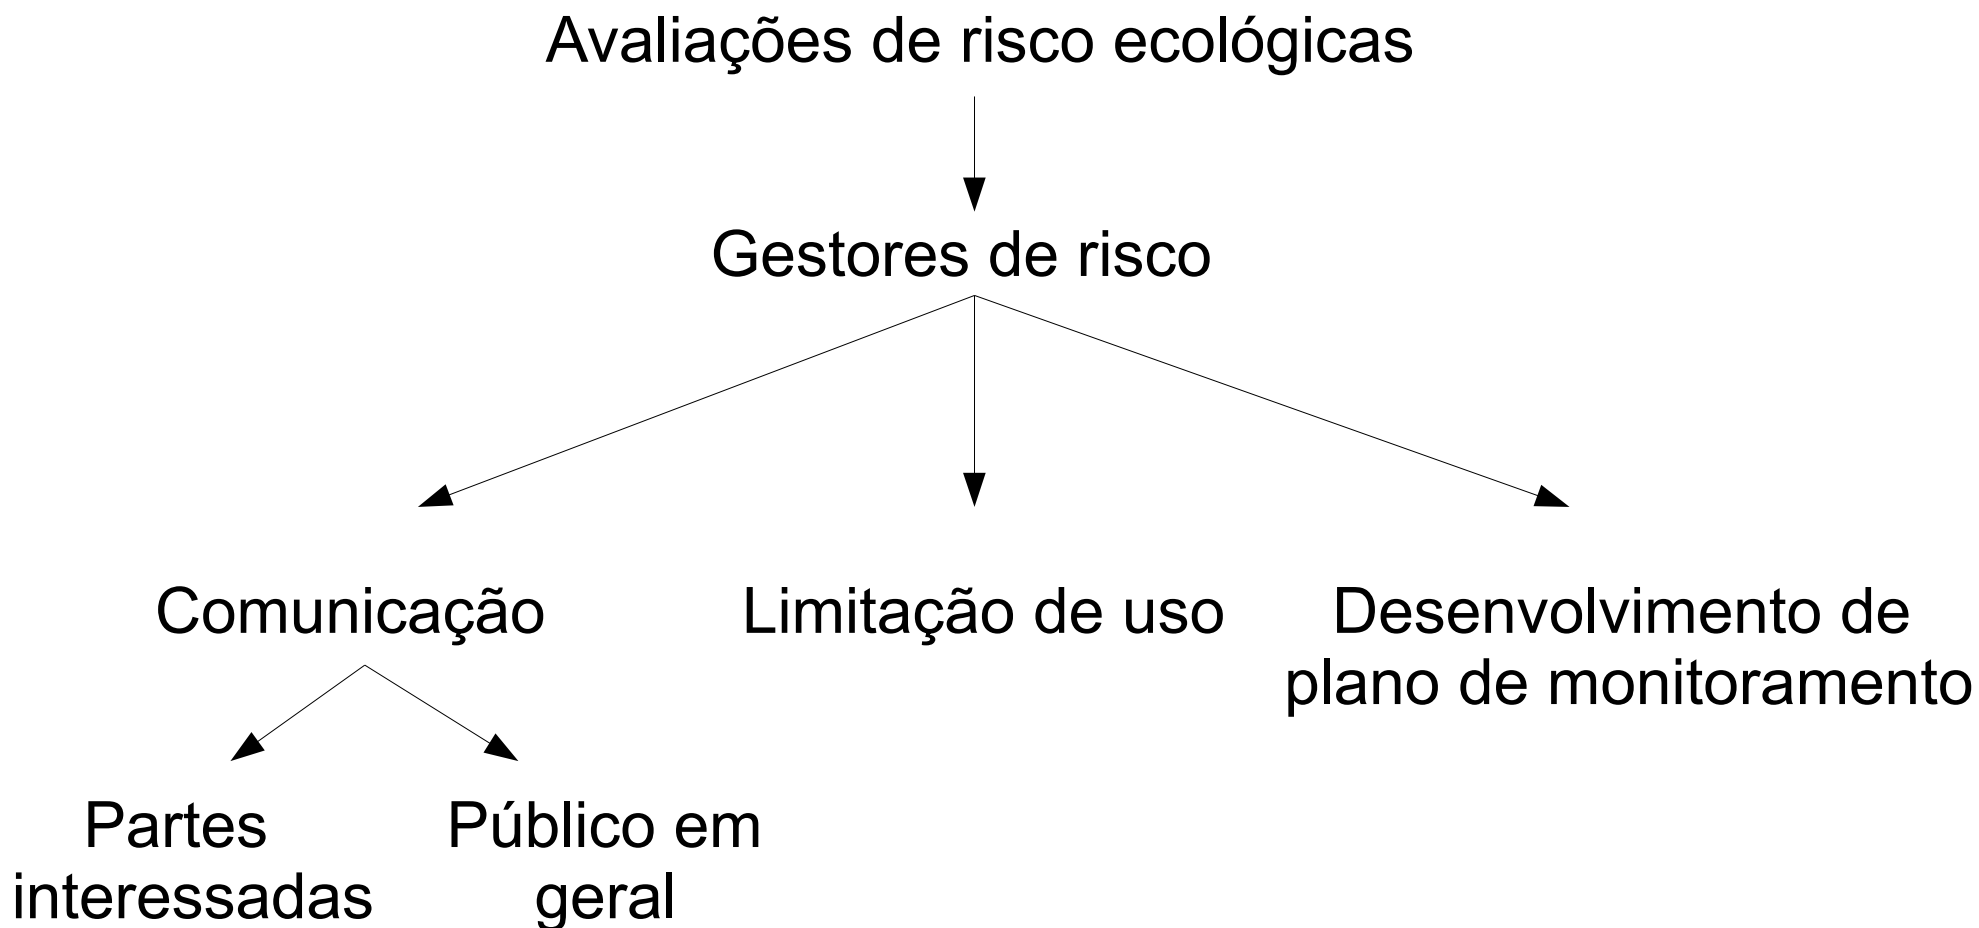 Avaliações de risco ecológicas
Gestores de risco
Comunicação
Limitação de uso
Desenvolvimento de
plano de monitoramento
Partes
interessadas
Público em
geral